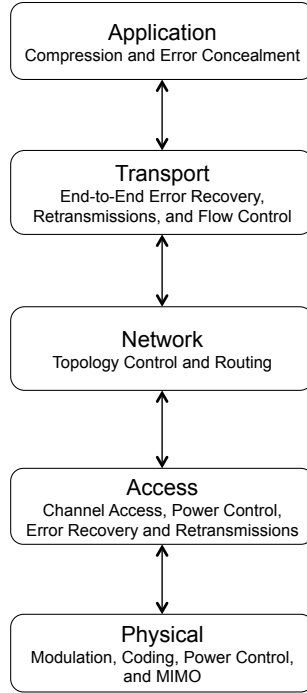 Application
Compression and Error Concealment
Transport
End-to-End Error Recovery,
Retransmissions, and Flow Control
Network
Topology Control and Routing
Access
Channel Access, Power Control,
Error Recovery and Retransmissions
Physical
Modulation, Coding, Power Control,
and MIMO